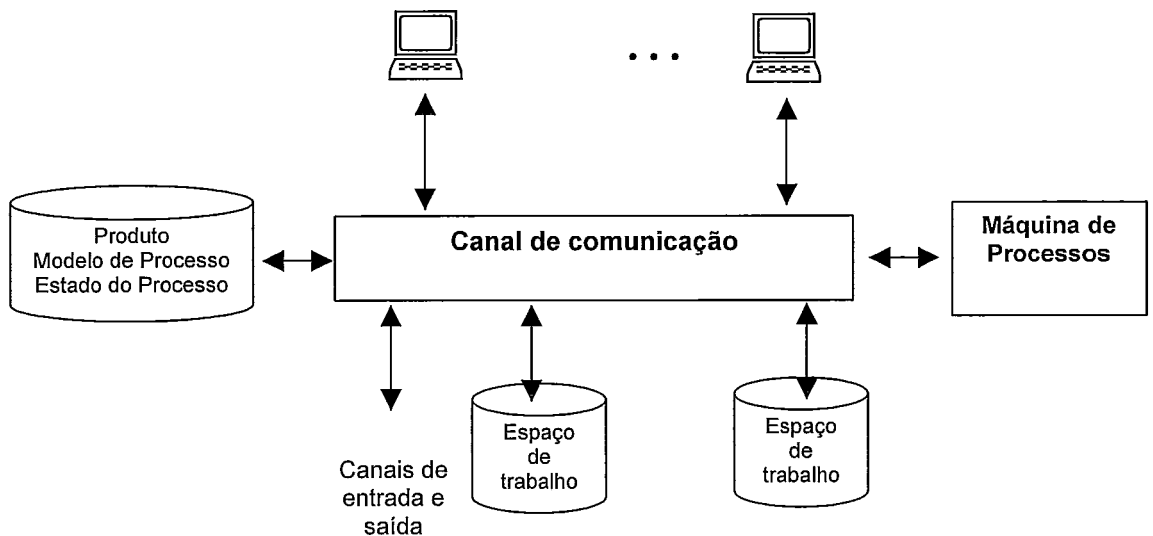 ...
Produto
Modelo de Processo
Estado do Processo
Canal de comunicação
Máquina de
Processos
Canais de
entrada e
saída
Espaço
de
trabalho
Espaço
de
trabalho